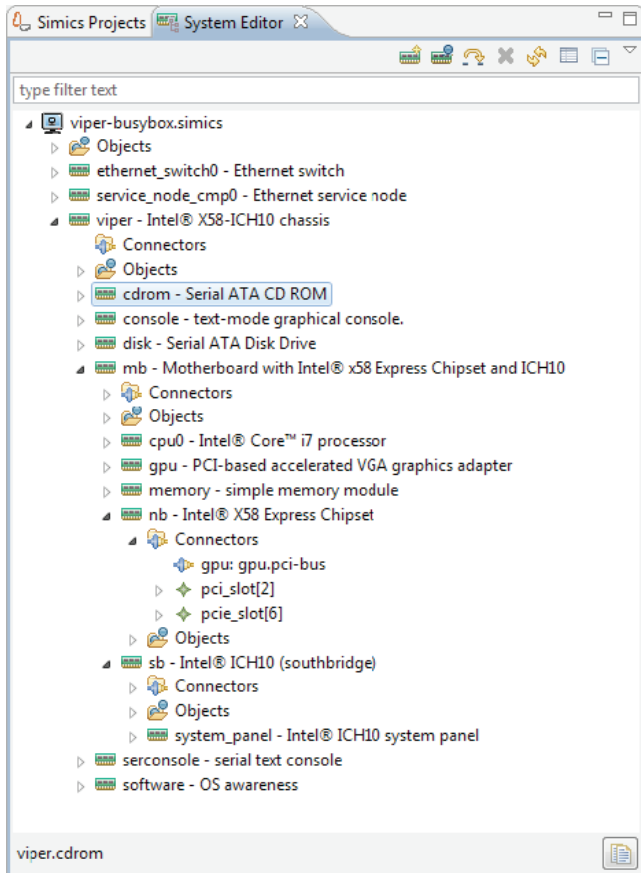 Simics Projects System Editor
type filter text
viper-busybox.simics
Objects
ethernet_switch0 - Ethernet switch
service_node_cmp0 - Ethernet service node
viper - Intel® X58-ICH10 chassis
Connectors
Objects
cdrom - Serial ATA CD ROM
console - text-mode graphical console.
disk - Serial ATA Disk Drive
mb - Motherboard with Intel® x58 Express Chipset and ICH10
Connectors
Objects
cpu0 - Intel® Core™ i7 processor
gpu - PCI-based accelerated VGA graphics adapter
memory - simple memory module
nb - Intel® X58 Express Chipset
Connectors
gpu: gpu.pci-bus
pci_slot[2]
pcie_slot[6]
Objects
sb - Intel® ICH10 (southbridge)
Connectors
Objects
system_panel - Intel® ICH10 system panel
serconsole - serial text console
software - OS awareness
viper.cdrom